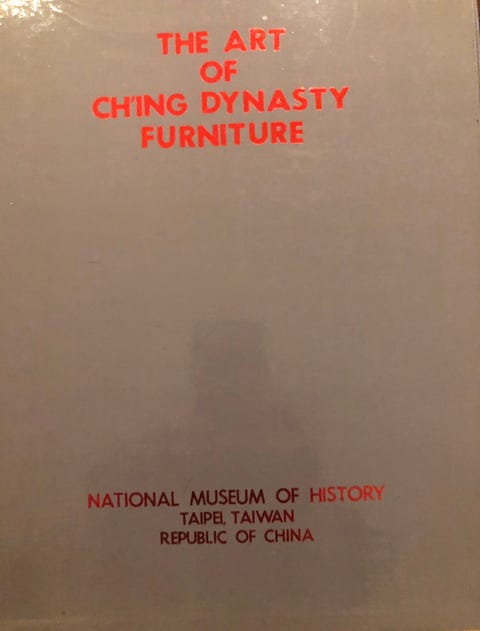 THE ART
OF
CH'ING DYNASTY
FURNITURE
NATIONAL MUSEUM OF HISTORY
TAIPEI, TAIWAN
REPUBLIC OF CHINA